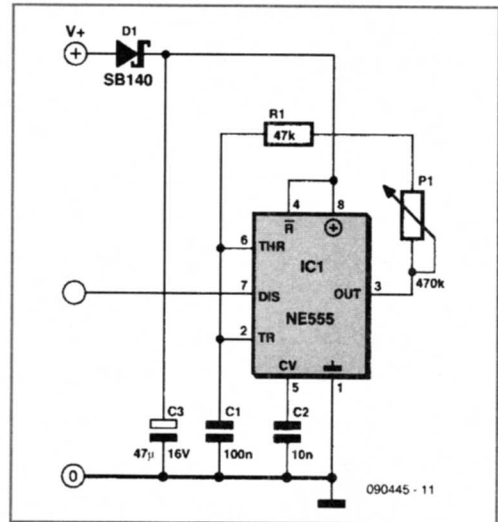 V+
D1
SB140
R1
47k
P1
4
8
R
6
THR
IC1
7
DIS
OUT
3
470k
NE555
2
TR
CV
5
1
C3
C1
C2
47µ
16V
100n
10n
0
090445 - 11